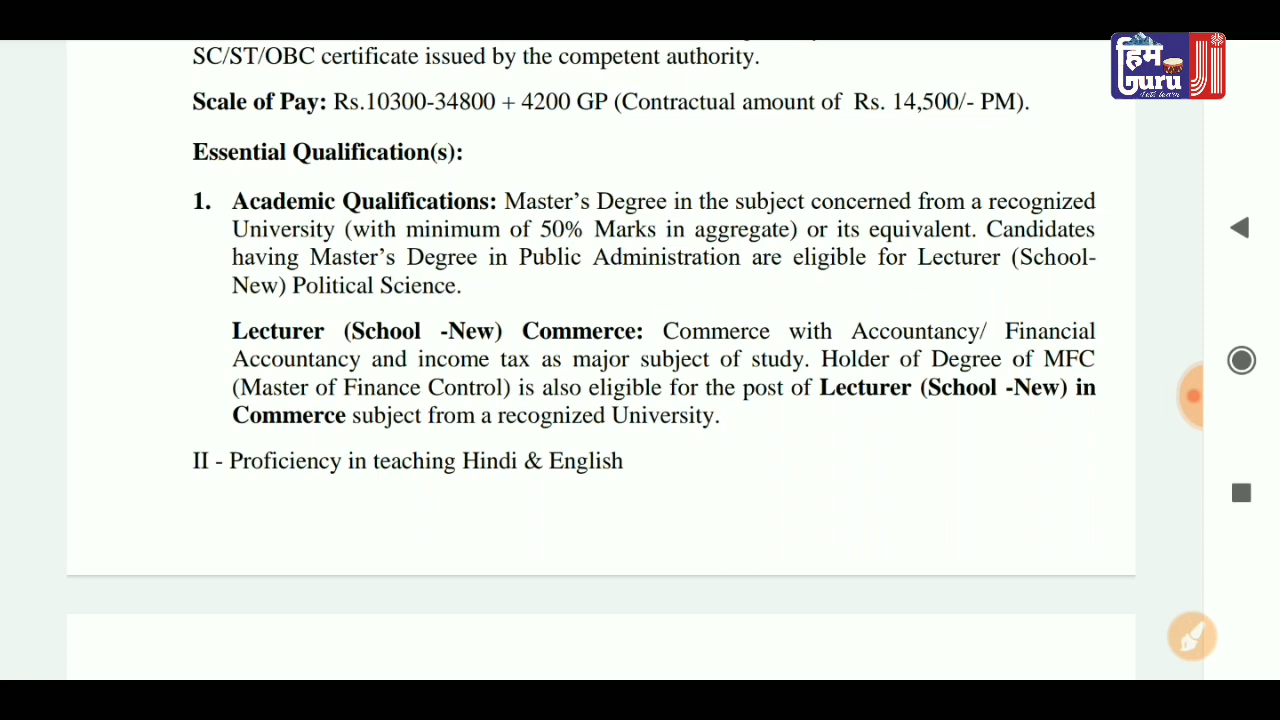 SC/ST/OBC certificate issued by the competent authority.
Scale of Pay: Rs.10300-34800 + 4200 GP (Contractual amount of Rs. 14,500/- PM).
Essential Qualification(s):
1. Academic Qualifications: Master's Degree in the subject concerned from a recognized
University (with minimum of 50% Marks in aggregate) or its equivalent. Candidates
having Master's Degree in Public Administration are eligible for Lecturer (School-
New) Political Science.
Lecturer (School -New) Commerce: Commerce with Accountancy/ Financial
Accountancy and income tax as major subject of study. Holder of Degree of MFC
(Master of Finance Control) is also eligible for the post of Lecturer (School -New) in
Commerce subject from a recognized University.
II - Proficiency in teaching Hindi & English
हिम
Guru
Ji